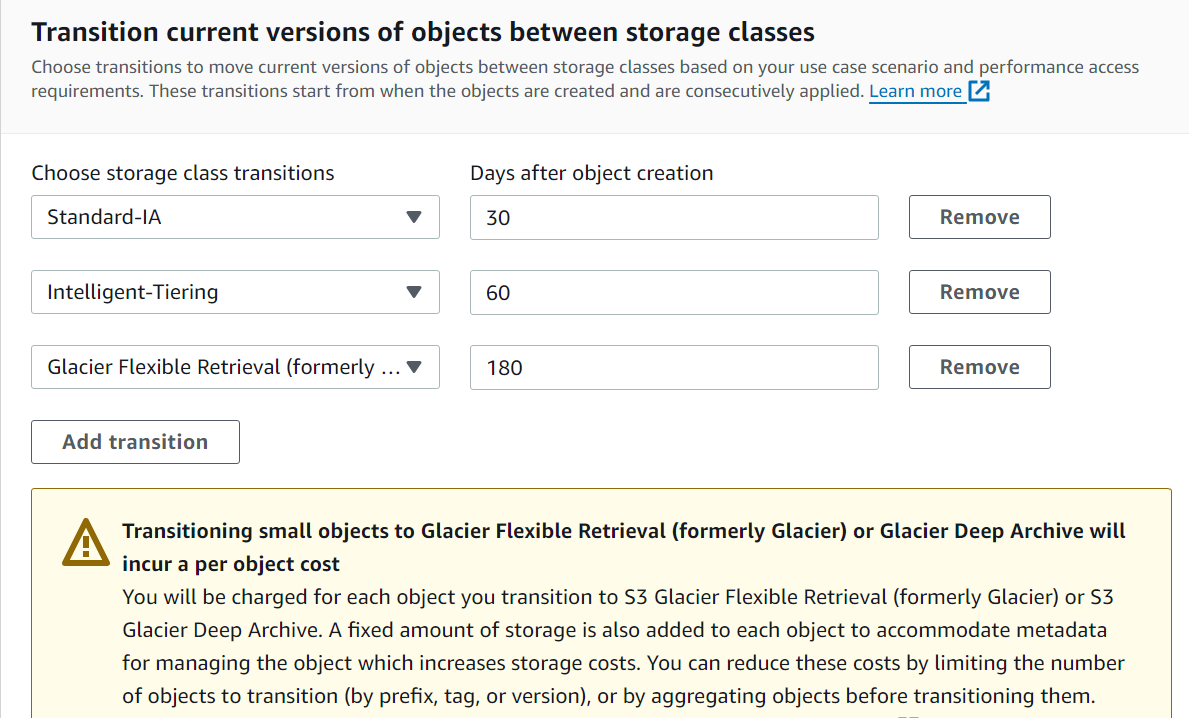 Transition current versions of objects between storage classes
Choose transitions to move current versions of objects between storage classes based on your use case scenario and performance access
requirements. These transitions start from when the objects are created and are consecutively applied. Learn more
Choose storage class transitions
Days after object creation
Standard-IA
30
Remove
Intelligent-Tiering
60
Remove
Glacier Flexible Retrieval (formerly ...
180
Remove
Add transition
Transitioning small objects to Glacier Flexible Retrieval (formerly Glacier) or Glacier Deep Archive will
incur a per object cost
You will be charged for each object you transition to S3 Glacier Flexible Retrieval (formerly Glacier) or S3
Glacier Deep Archive. A fixed amount of storage is also added to each object to accommodate metadata
for managing the object which increases storage costs. You can reduce these costs by limiting the number
of objects to transition (by prefix, tag, or version), or by aggregating objects before transitioning them.